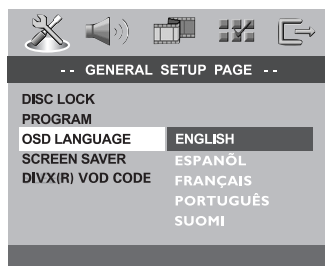 -- GENERAL SETUP PAGE --
DISC LOCK
PROGRAM
OSD LANGUAGE ENGLISH
SCREEN SAVER ESPANÕL
DIVX(R) VOD CODE FRANÇAIS
PORTUGUÊS
SUOMI